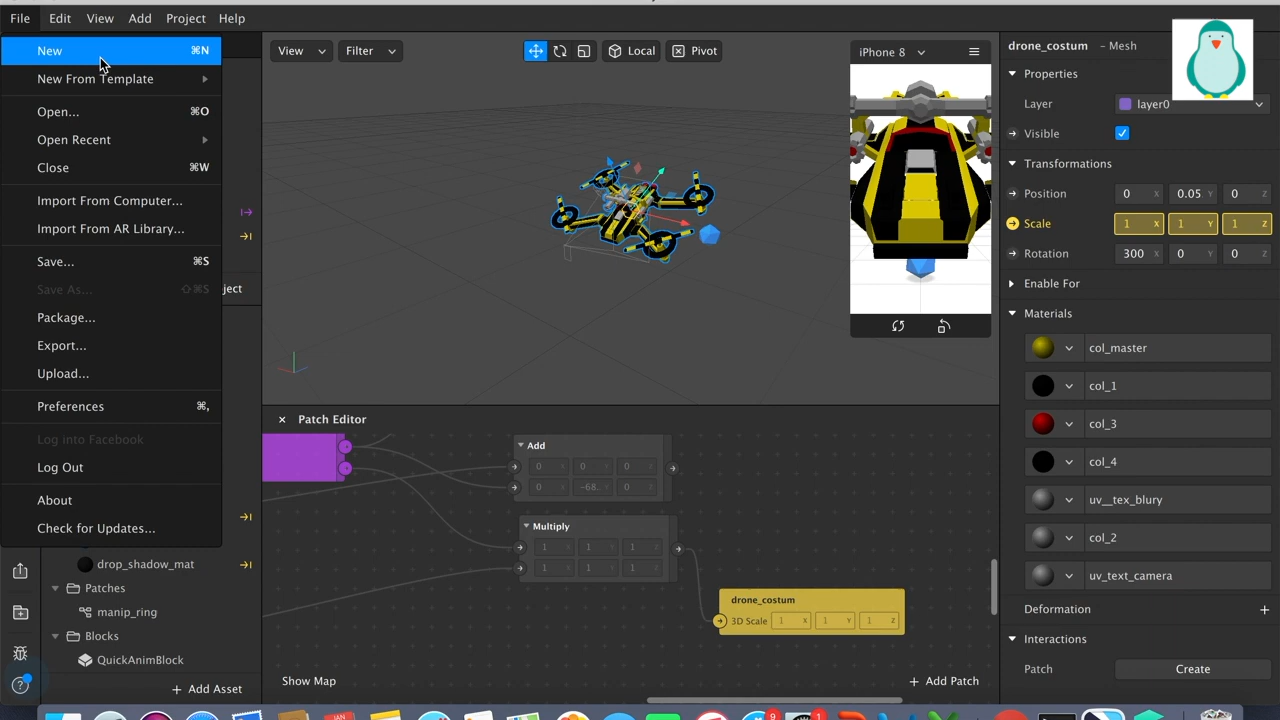 File Edit View Add Project Help
New ⌘N
New From Template
Open... ⌘O
Open Recent
Close ⌘W
Import From Computer...
Import From AR Library...
Save... ⌘S
Save As... ⇧⌘S
Package...
Export...
Upload...
Preferences ⌘,
Log into Facebook
Log Out
About
Check for Updates...
ject
drop_shadow_mat
Patches
manip_ring
Blocks
QuickAnimBlock
+ Add Asset
View Filter Local Pivot
iPhone 8
× Patch Editor
Add
0 X 0 Y 0 Z
0 X -68. Y 0 Z
Multiply
1 X 1 Y 1 Z
1 X 1 Y 1 Z
drone_costum
3D Scale 1 X 1 Y 1 Z
Show Map
+ Add Patch
drone_costum – Mesh
Properties
Layer layer0
Visible
Transformations
Position 0 X 0.05 Y 0 Z
Scale 1 X 1 Y 1 Z
Rotation 300 X 0 Y 0 Z
Enable For
Materials
col_master
col_1
col_3
col_4
uv__tex_blury
col_2
uv_text_camera
Deformation +
Interactions
Patch Create
JAN 9 1